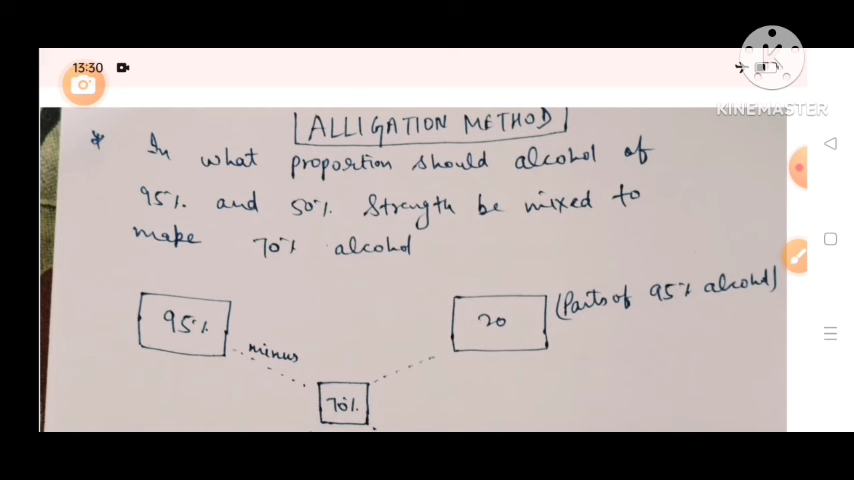 13:30
KINEMASTER
ALLIGATION METHOD
* In what proportion should alcohol of
95% and 50% strength be mixed to
make 70% alcohol
95%
minus
20
(Parts of 95% alcohol)
70%